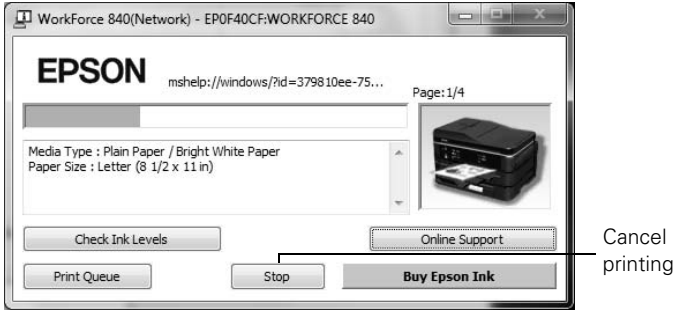 WorkForce 840(Network) - EP0F40CF:WORKFORCE 840
EPSON
mshelp://windows/?id=379810ee-75...
Page:1/4
Media Type : Plain Paper / Bright White Paper
Paper Size : Letter (8 1/2 x 11 in)
Check Ink Levels
Online Support
Print Queue
Stop
Buy Epson Ink
Cancel
printing